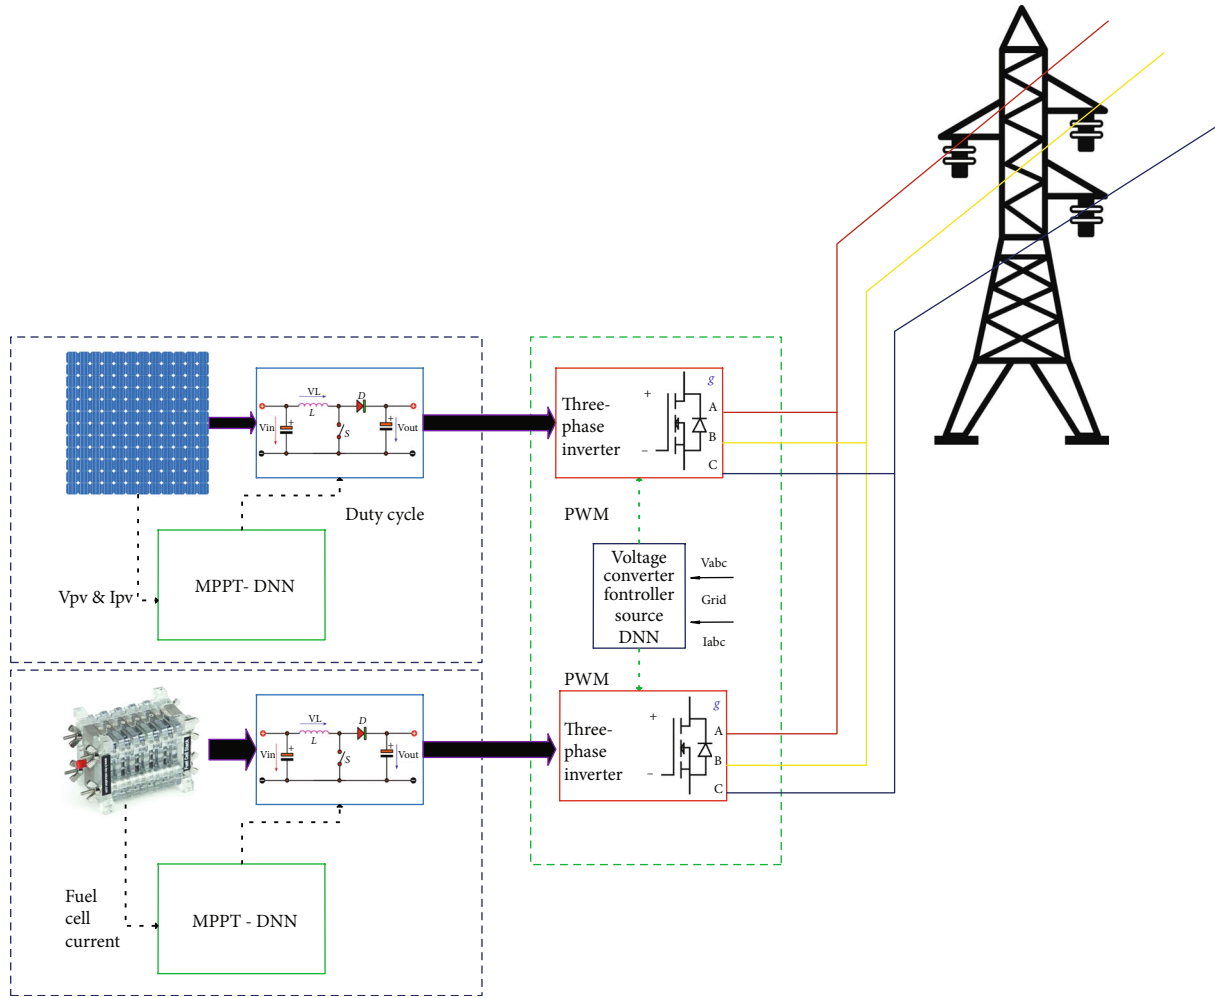 VL
D
L
Vin
+
S
+
Vout
Duty cycle
MPPT- DNN
Vpv & Ipv
Three-
phase
inverter
+
–
g
A
B
C
PWM
Voltage
converter
fontroller
source
DNN
Vabc
Grid
Iabc
PWM
VL
D
L
Vin
+
S
+
Vout
Three-
phase
inverter
+
–
g
A
B
C
Fuel
cell
current
MPPT - DNN